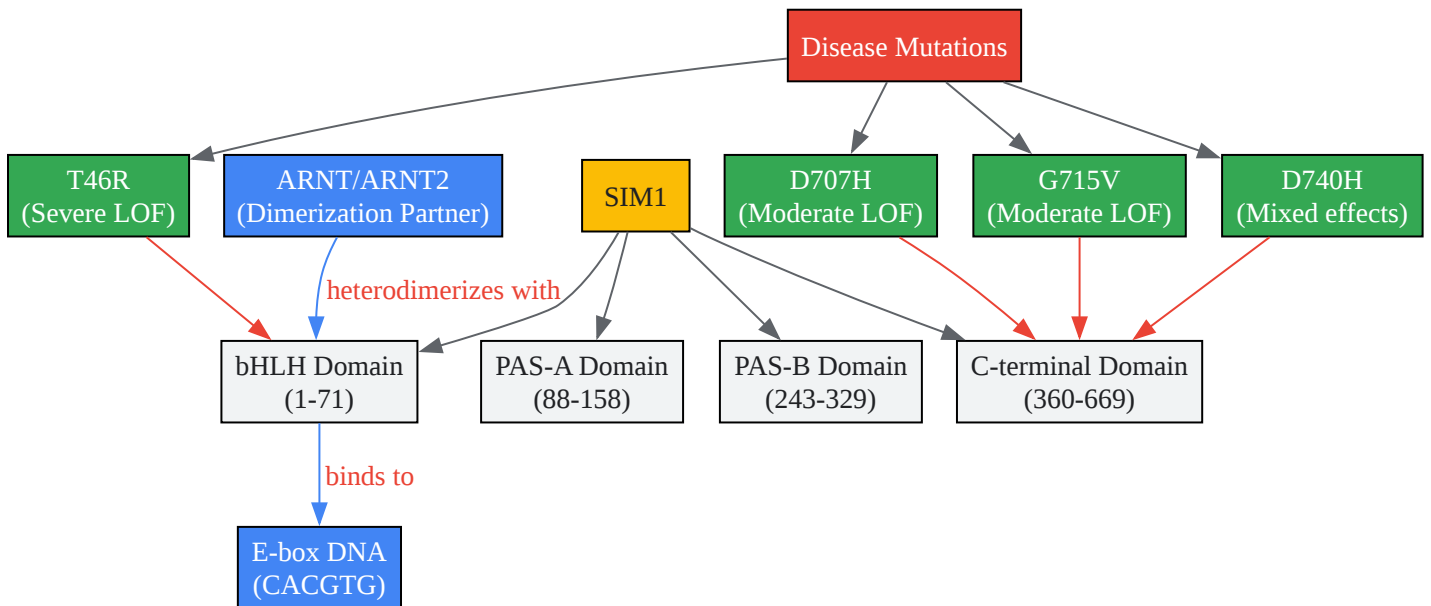 Disease Mutations
T46R
(Severe LOF)
ARNT/ARNT2
(Dimerization Partner)
SIM1
D707H
(Moderate LOF)
G715V
(Moderate LOF)
D740H
(Mixed effects)
heterodimerizes with
bHLH Domain
(1-71)
PAS-A Domain
(88-158)
PAS-B Domain
(243-329)
C-terminal Domain
(360-669)
binds to
E-box DNA
(CACGTG)